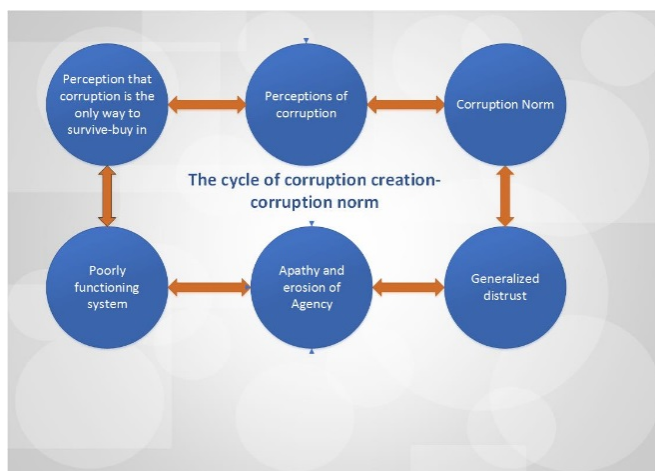 Perception that
corruption is the
only way to
survive-buy in
Perceptions of
corruption
Corruption Norm
The cycle of corruption creation-
corruption norm
Poorly
functioning
system
Apathy and
erosion of
Agency
Generalized
distrust